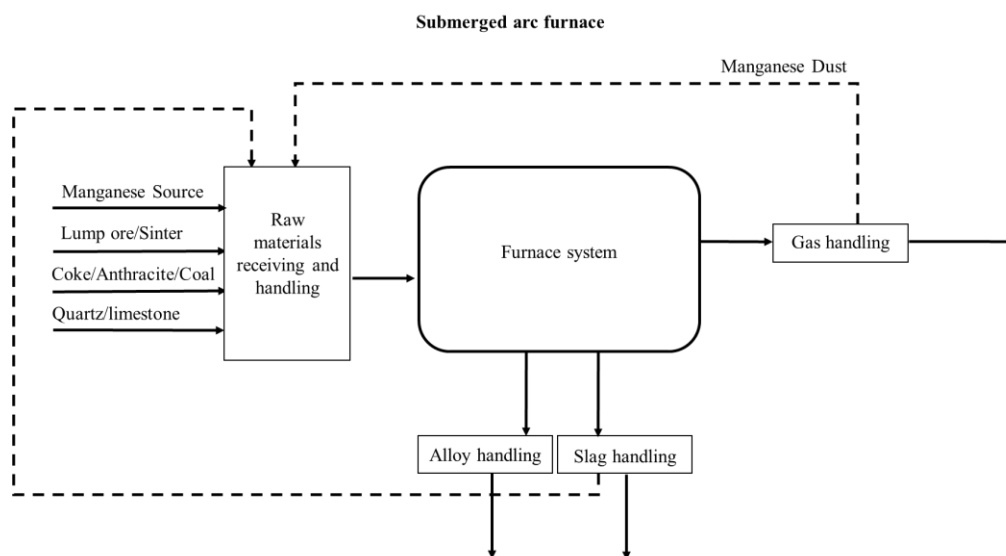 Submerged arc furnace
Manganese Dust
Manganese Source
Lump ore/Sinter
Coke/Anthracite/Coal
Quartz/limestone
Raw
materials
receiving and
handling
Furnace system
Gas handling
Alloy handling
Slag handling